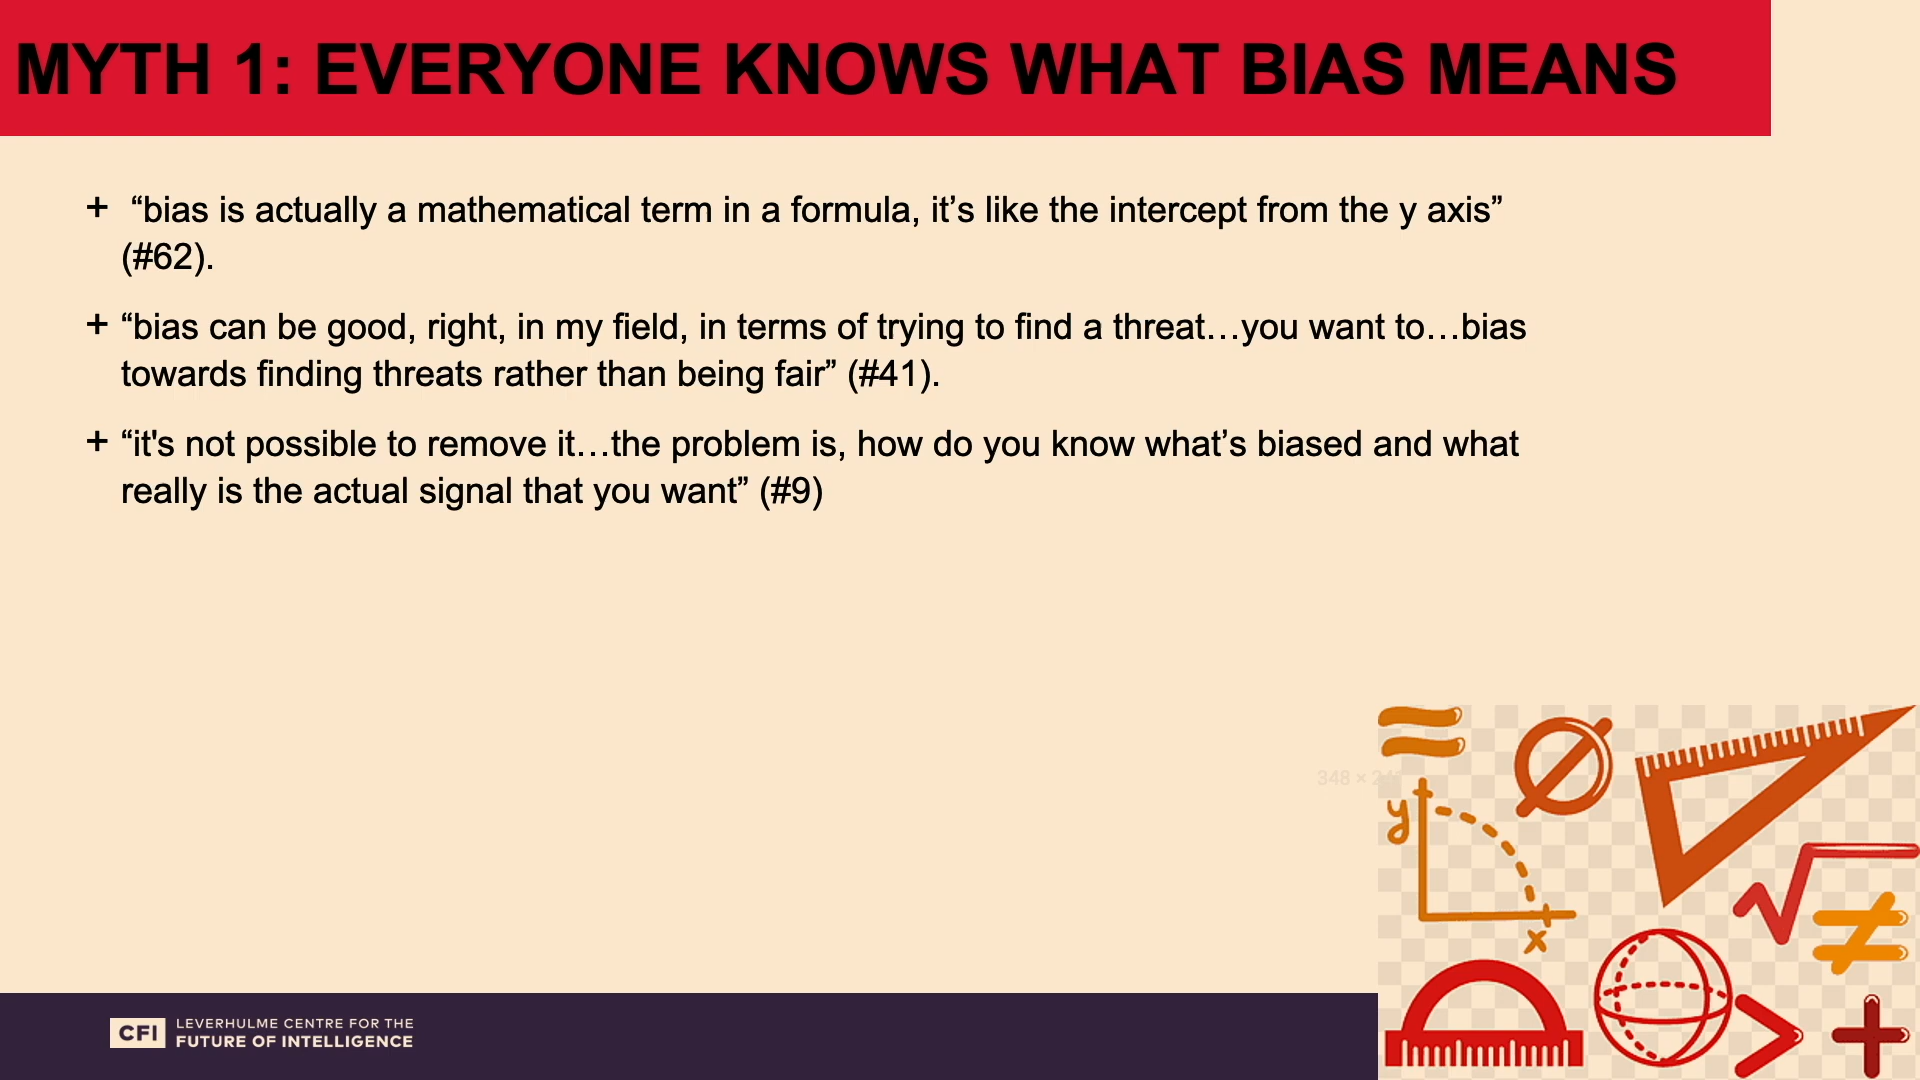 MYTH 1: EVERYONE KNOWS WHAT BIAS MEANS
+ “bias is actually a mathematical term in a formula, it’s like the intercept from the y axis”
(#62).
+ “bias can be good, right, in my field, in terms of trying to find a threat…you want to…bias
towards finding threats rather than being fair” (#41).
+ “it's not possible to remove it…the problem is, how do you know what’s biased and what
really is the actual signal that you want” (#9)
348 ×
y
x
CFI
LEVERHULME CENTRE FOR THE
FUTURE OF INTELLIGENCE